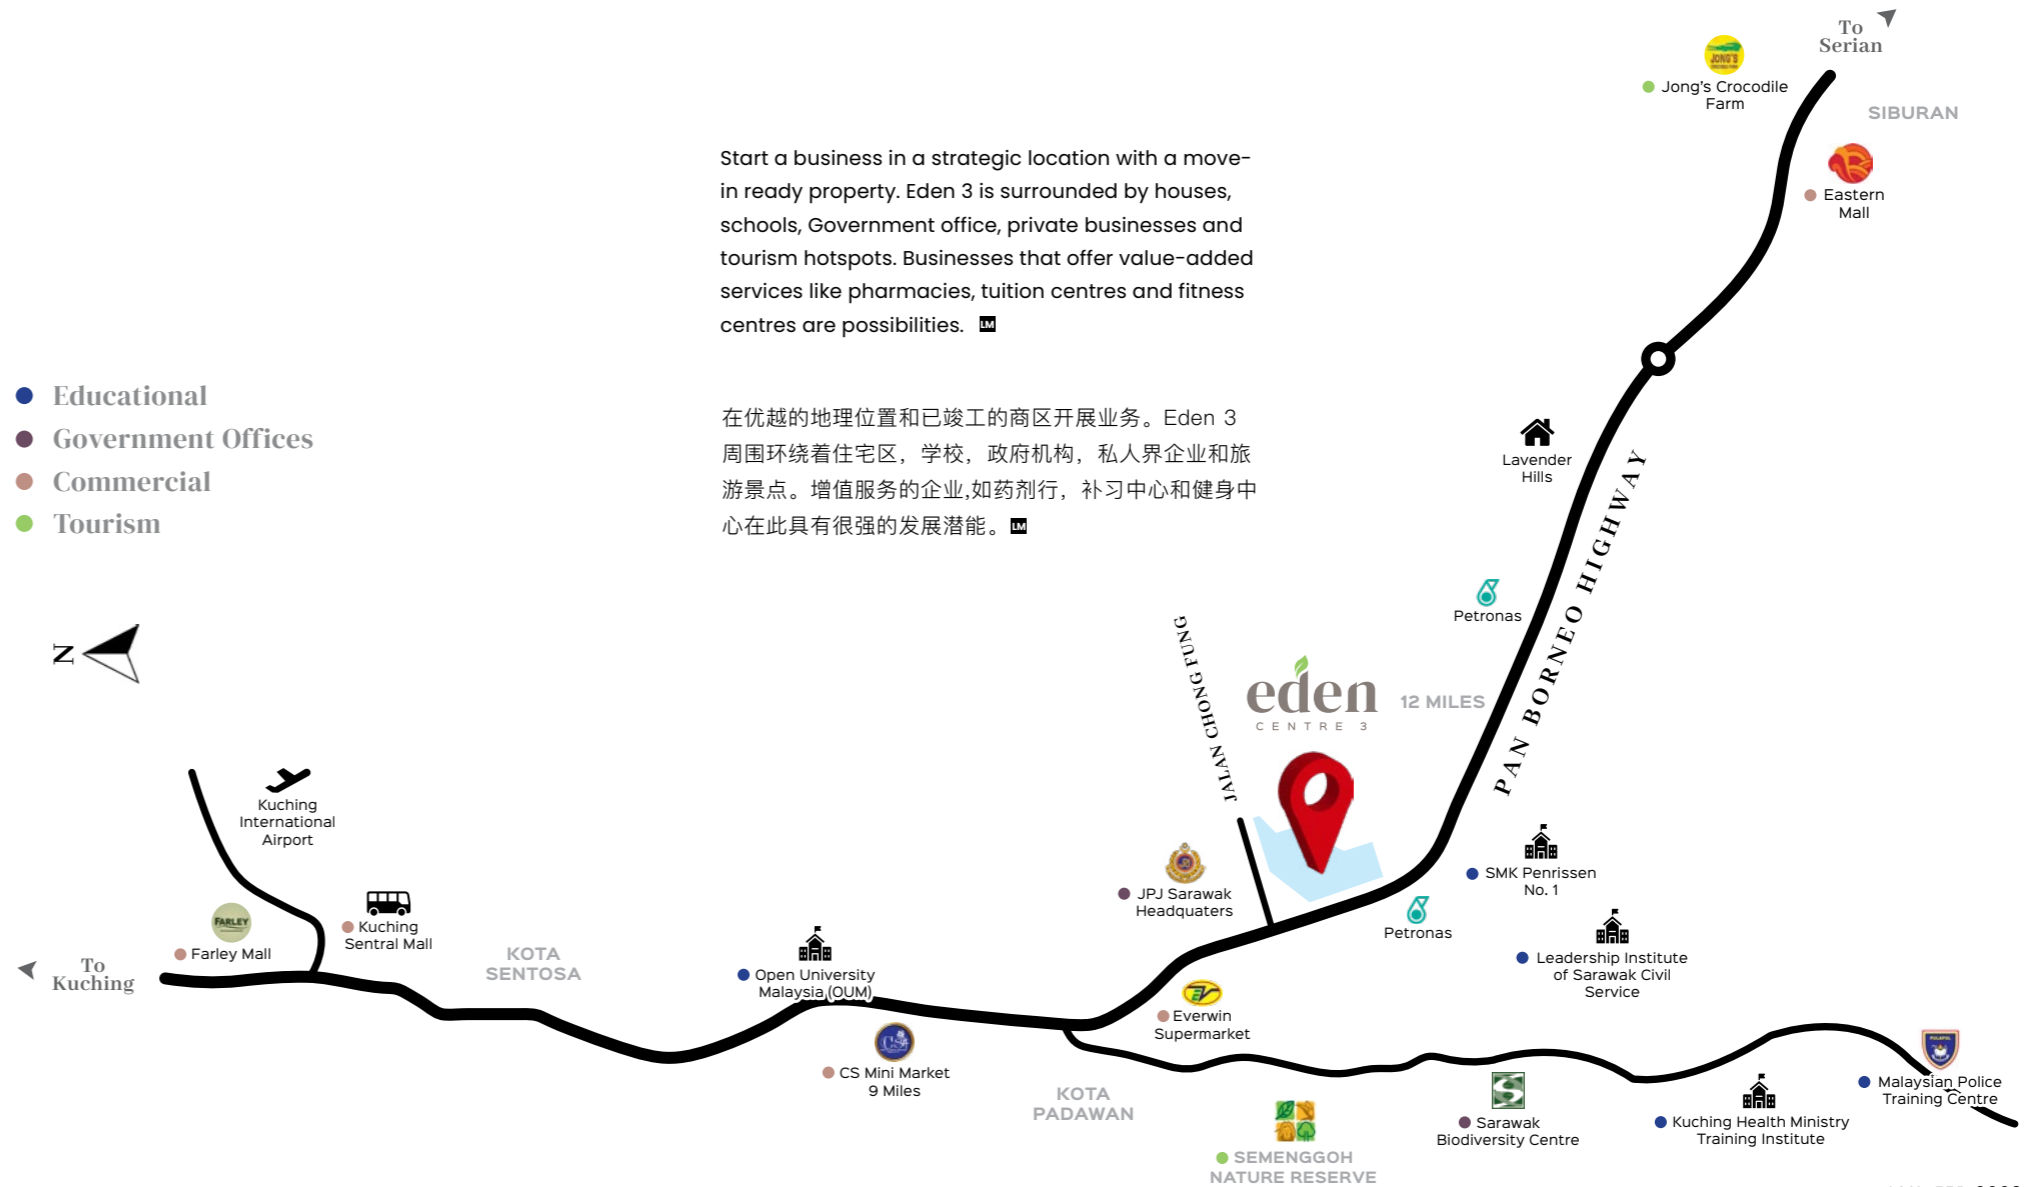 To
Serian
JONG'S
Jong's Crocodile
Farm
SIBURAN
Eastern
Mall
Start a business in a strategic location with a move-
in ready property. Eden 3 is surrounded by houses,
schools, Government office, private businesses and
tourism hotspots. Businesses that offer value-added
services like pharmacies, tuition centres and fitness
centres are possibilities. LM
Educational
Government Offices
Commercial
Tourism
在优越的地理位置和已竣工的商区开展业务。Eden 3
周围环绕着住宅区，学校，政府机构，私人界企业和旅
游景点。增值服务的企业,如药剂行，补习中心和健身中
心在此具有很强的发展潜能。LM
Lavender
Hills
PAN BORNEO HIGHWAY
Petronas
N
JALAN CHONG FUNG
eden
CENTRE 3
12 MILES
Kuching
International
Airport
FARLEY
Farley Mall
Kuching
Sentral Mall
To
Kuching
KOTA
SENTOSA
Open University
Malaysia (OUM)
JPJ Sarawak
Headquaters
SMK Penrissen
No. 1
Petronas
Leadership Institute
of Sarawak Civil
Service
EV
Everwin
Supermarket
CS
CS Mini Market
9 Miles
KOTA
PADAWAN
SEMENGGOH
NATURE RESERVE
Sarawak
Biodiversity Centre
Kuching Health Ministry
Training Institute
Malaysian Police
Training Centre